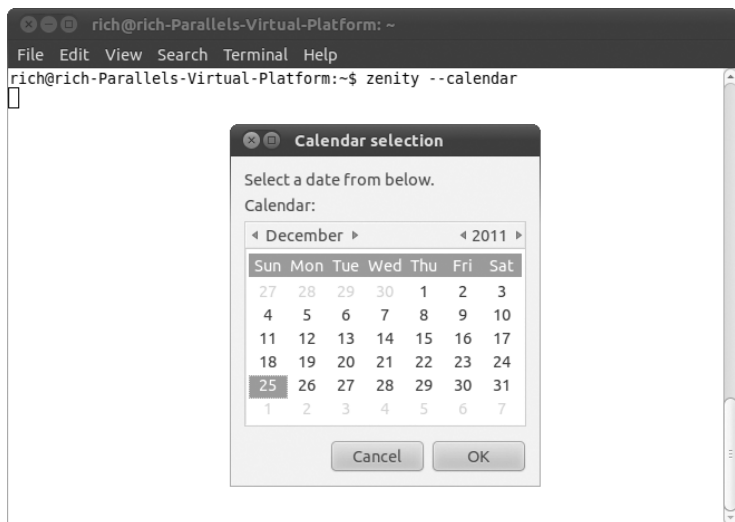 rich@rich-Parallels-Virtual-Platform: ~
File Edit View Search Terminal Help
rich@rich-Parallels-Virtual-Platform:~$ zenity --calendar
Calendar selection
Select a date from below.
Calendar:
December 2011
Sun Mon Tue Wed Thu Fri Sat
27 28 29 30 1 2 3
4 5 6 7 8 9 10
11 12 13 14 15 16 17
18 19 20 21 22 23 24
25 26 27 28 29 30 31
1 2 3 4 5 6 7
Cancel OK